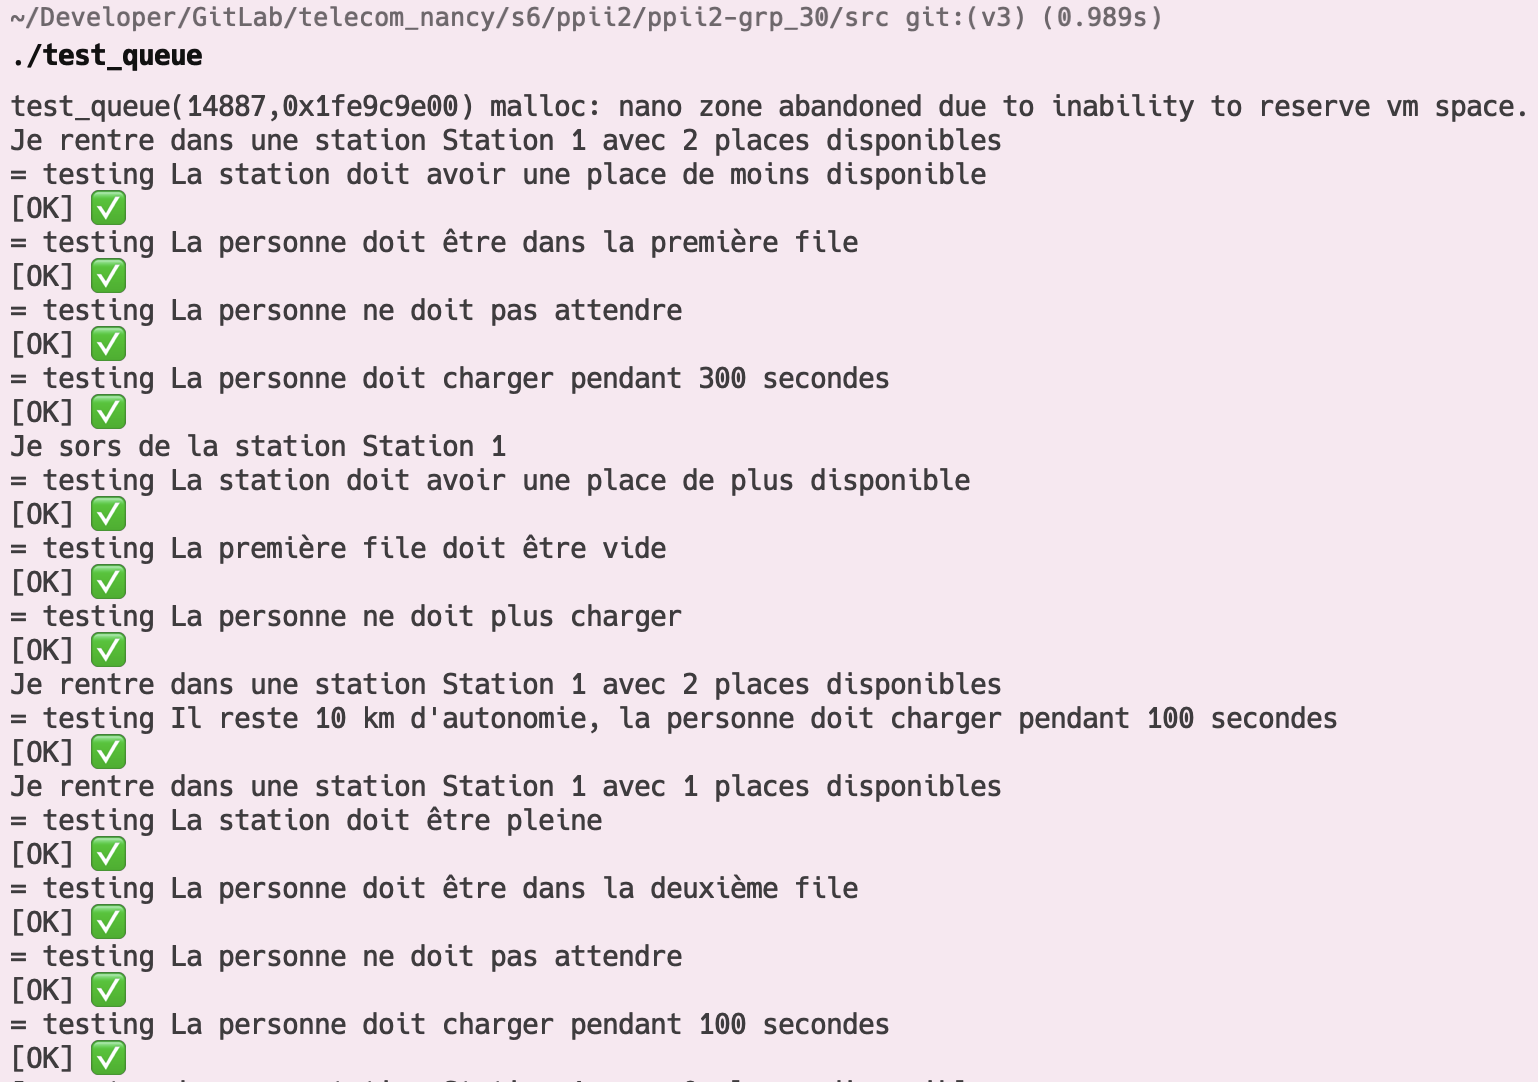 ~/Developer/GitLab/telecom_nancy/s6/ppii2/ppii2-grp_30/src git:(v3) (0.989s)
./test_queue
test_queue(14887,0x1fe9c9e00) malloc: nano zone abandoned due to inability to reserve vm space.
Je rentre dans une station Station 1 avec 2 places disponibles
= testing La station doit avoir une place de moins disponible
[OK] ✅
= testing La personne doit être dans la première file
[OK] ✅
= testing La personne ne doit pas attendre
[OK] ✅
= testing La personne doit charger pendant 300 secondes
[OK] ✅
Je sors de la station Station 1
= testing La station doit avoir une place de plus disponible
[OK] ✅
= testing La première file doit être vide
[OK] ✅
= testing La personne ne doit plus charger
[OK] ✅
Je rentre dans une station Station 1 avec 2 places disponibles
= testing Il reste 10 km d'autonomie, la personne doit charger pendant 100 secondes
[OK] ✅
Je rentre dans une station Station 1 avec 1 places disponibles
= testing La station doit être pleine
[OK] ✅
= testing La personne doit être dans la deuxième file
[OK] ✅
= testing La personne ne doit pas attendre
[OK] ✅
= testing La personne doit charger pendant 100 secondes
[OK] ✅